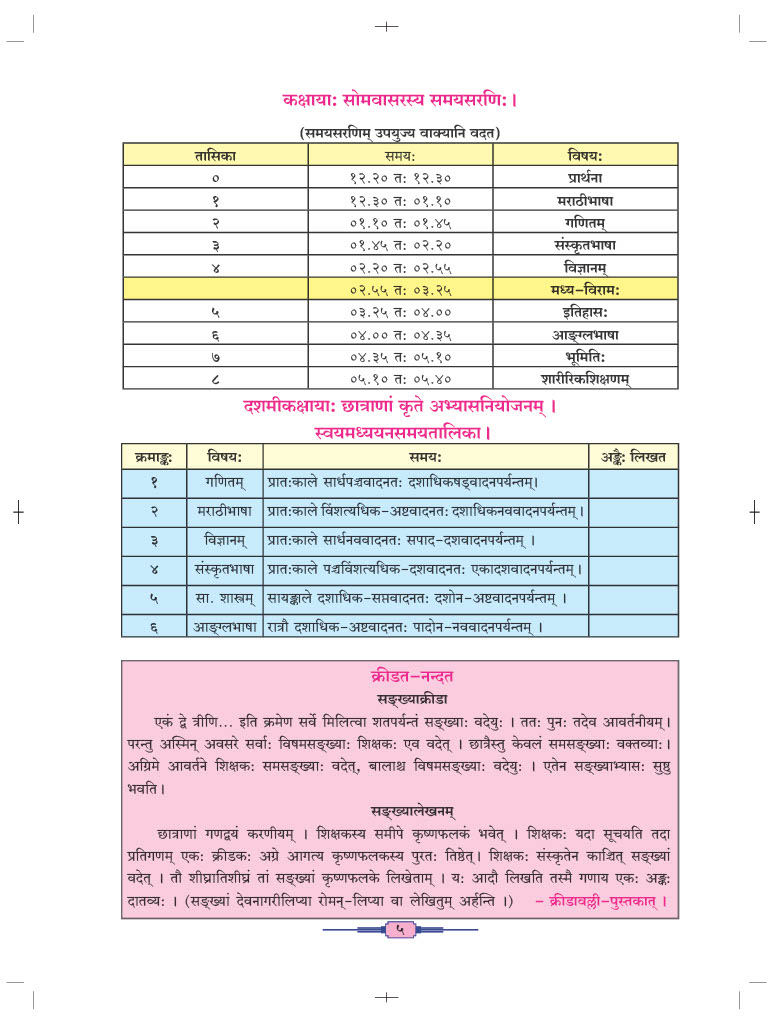 कक्षायाः सोमवासरस्य समयसरणिः ।
(समयसरणिम् उपयुज्य वाक्यानि वदत)
तासिका समयः विषयः
० १२.२० तः १२.३० प्रार्थना
१ १२.३० तः ०१.१० मराठीभाषा
२ ०१.१० तः ०१.४५ गणितम्
३ ०१.४५ तः ०२.२० संस्कृतभाषा
४ ०२.२० तः ०२.५५ विज्ञानम्
०२.५५ तः ०३.२५ मध्य–विरामः
५ ०३.२५ तः ०४.०० इतिहासः
६ ०४.०० तः ०४.३५ आङ्ग्लभाषा
७ ०४.३५ तः ०५.१० भूमितिः
८ ०५.१० तः ०५.४० शारीरिकशिक्षणम्
दशमीकक्षायाः छात्राणां कृते अभ्यासनियोजनम् ।
स्वयमध्ययनसमयतालिका ।
क्रमाङ्कः विषयः समयः अङ्कैः लिखत
१ गणितम् प्रातःकाले सार्धपञ्चवादनतः दशाधिकषड्वादनपर्यन्तम्।
२ मराठीभाषा प्रातःकाले विंशत्यधिक–अष्टवादनतः दशाधिकनववादनपर्यन्तम् ।
३ विज्ञानम् प्रातःकाले सार्धनववादनतः सपाद–दशवादनपर्यन्तम् ।
४ संस्कृतभाषा प्रातःकाले पञ्चविंशत्यधिक–दशवादनतः एकादशवादनपर्यन्तम् ।
५ सा. शास्त्रम् सायङ्काले दशाधिक–सप्तवादनतः दशोन–अष्टवादनपर्यन्तम् ।
६ आङ्ग्लभाषा रात्रौ दशाधिक–अष्टवादनतः पादोन–नववादनपर्यन्तम् ।
क्रीडत–नन्दत
सङ्ख्याक्रीडा
एकं द्वे त्रीणि... इति क्रमेण सर्वे मिलित्वा शतपर्यन्तं सङ्ख्याः वदेयुः । ततः पुनः तदेव आवर्तनीयम् ।
परन्तु अस्मिन् अवसरे सर्वाः विषमसङ्ख्याः शिक्षकः एव वदेत् । छात्रैस्तु केवलं समसङ्ख्याः वक्तव्याः ।
अग्रिमे आवर्तने शिक्षकः समसङ्ख्याः वदेत्, बालाश्च विषमसङ्ख्याः वदेयुः । एतेन सङ्ख्याभ्यासः सुष्ठु
भवति ।
सङ्ख्यालेखनम्
छात्राणां गणद्वयं करणीयम् । शिक्षकस्य समीपे कृष्णफलकं भवेत् । शिक्षकः यदा सूचयति तदा
प्रतिगणम् एकः क्रीडकः अग्रे आगत्य कृष्णफलकस्य पुरतः तिष्ठेत् । शिक्षकः संस्कृतेन काञ्चित् सङ्ख्यां
वदेत् । तौ शीघ्रातिशीघ्रं तां सङ्ख्यां कृष्णफलके लिखेताम् । यः आदौ लिखति तस्मै गणाय एकः अङ्कः
दातव्यः । (सङ्ख्यां देवनागरीलिप्या रोमन्-लिप्या वा लेखितुम् अर्हन्ति ।) – क्रीडावल्ली–पुस्तकात् ।
५